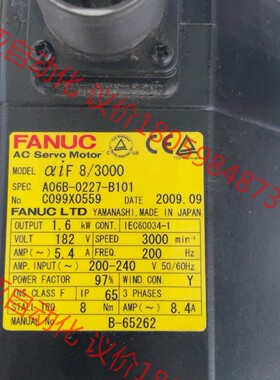 FANUC
AC Servo Motor
MODEL αiF 8/3000
SPEC. A06B-0227-B101
No. C099X0559 DATE 2009.09
FANUC LTD YAMANASHI, MADE IN JAPAN
OUTPUT 1.6 kW CONT. IEC60034-1
VOLT 182 V SPEED 3000 min⁻¹
AMP(~) 5.4 A FREQ. 200 Hz
AMP. INPUT(~) 200-240 V 50/60Hz
POWER FACTOR 97% WIND. CON. Y
INS. CLASS F IP 65 3 PHASES
STALL TRQ 8 Nm AMP(~) 8.4A
MANUAL No. B-65262